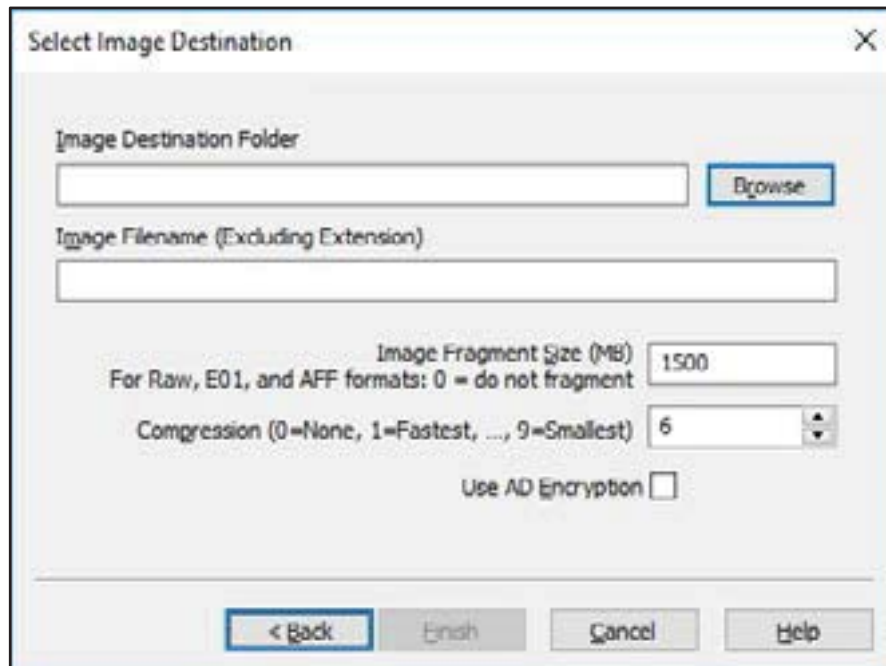 Select Image Destination
Image Destination Folder
Browse
Image Filename (Excluding Extension)
Image Fragment Size (MB)
1500
For Raw, E01, and AFF formats: 0 = do not fragment
Compression (0=None, 1=Fastest, ..., 9=Smallest)
6
Use AD Encryption
< Back
Finish
Cancel
Help